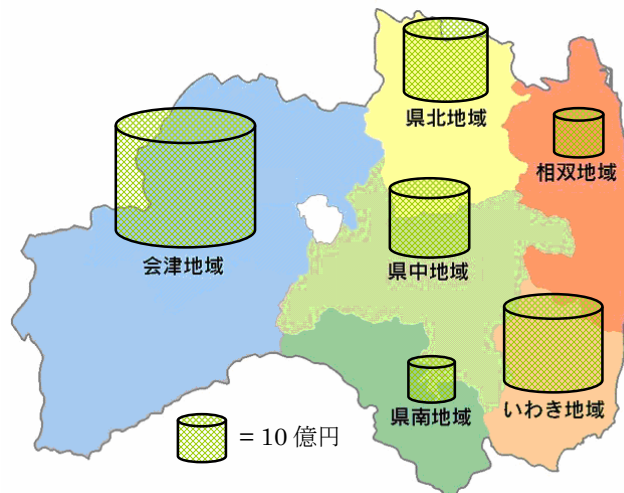 県北地域
相双地域
会津地域
県中地域
県南地域
いわき地域
= 10 億円